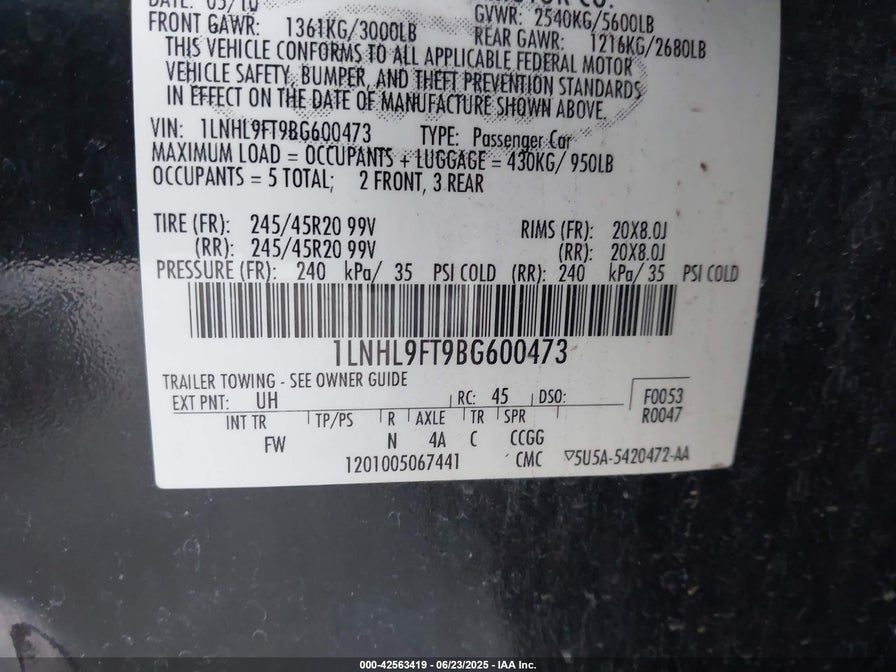 DATE: 05/10 MOTOR CO.
FRONT GAWR: 1361KG/3000LB GVWR: 2540KG/5600LB
REAR GAWR: 1216KG/2680LB
THIS VEHICLE CONFORMS TO ALL APPLICABLE FEDERAL MOTOR
VEHICLE SAFETY, BUMPER, AND THEFT PREVENTION STANDARDS
IN EFFECT ON THE DATE OF MANUFACTURE SHOWN ABOVE.
VIN: 1LNHL9FT9BG600473 TYPE: Passenger Car
MAXIMUM LOAD = OCCUPANTS + LUGGAGE = 430KG/ 950LB
OCCUPANTS = 5 TOTAL; 2 FRONT, 3 REAR
TIRE (FR): 245/45R20 99V RIMS (FR): 20X8.0J
(RR): 245/45R20 99V (RR): 20X8.0J
PRESSURE (FR): 240 kPa/ 35 PSI COLD (RR): 240 kPa/ 35 PSI COLD
1LNHL9FT9BG600473
TRAILER TOWING - SEE OWNER GUIDE
EXT PNT: UH RC: 45 DSO: F0053
R0047
INT TR TP/PS R AXLE TR SPR
FW N 4A C CCGG
1201005067441 CMC 5U5A-5420472-AA
000-42563419 - 06/23/2025 - IAA Inc.